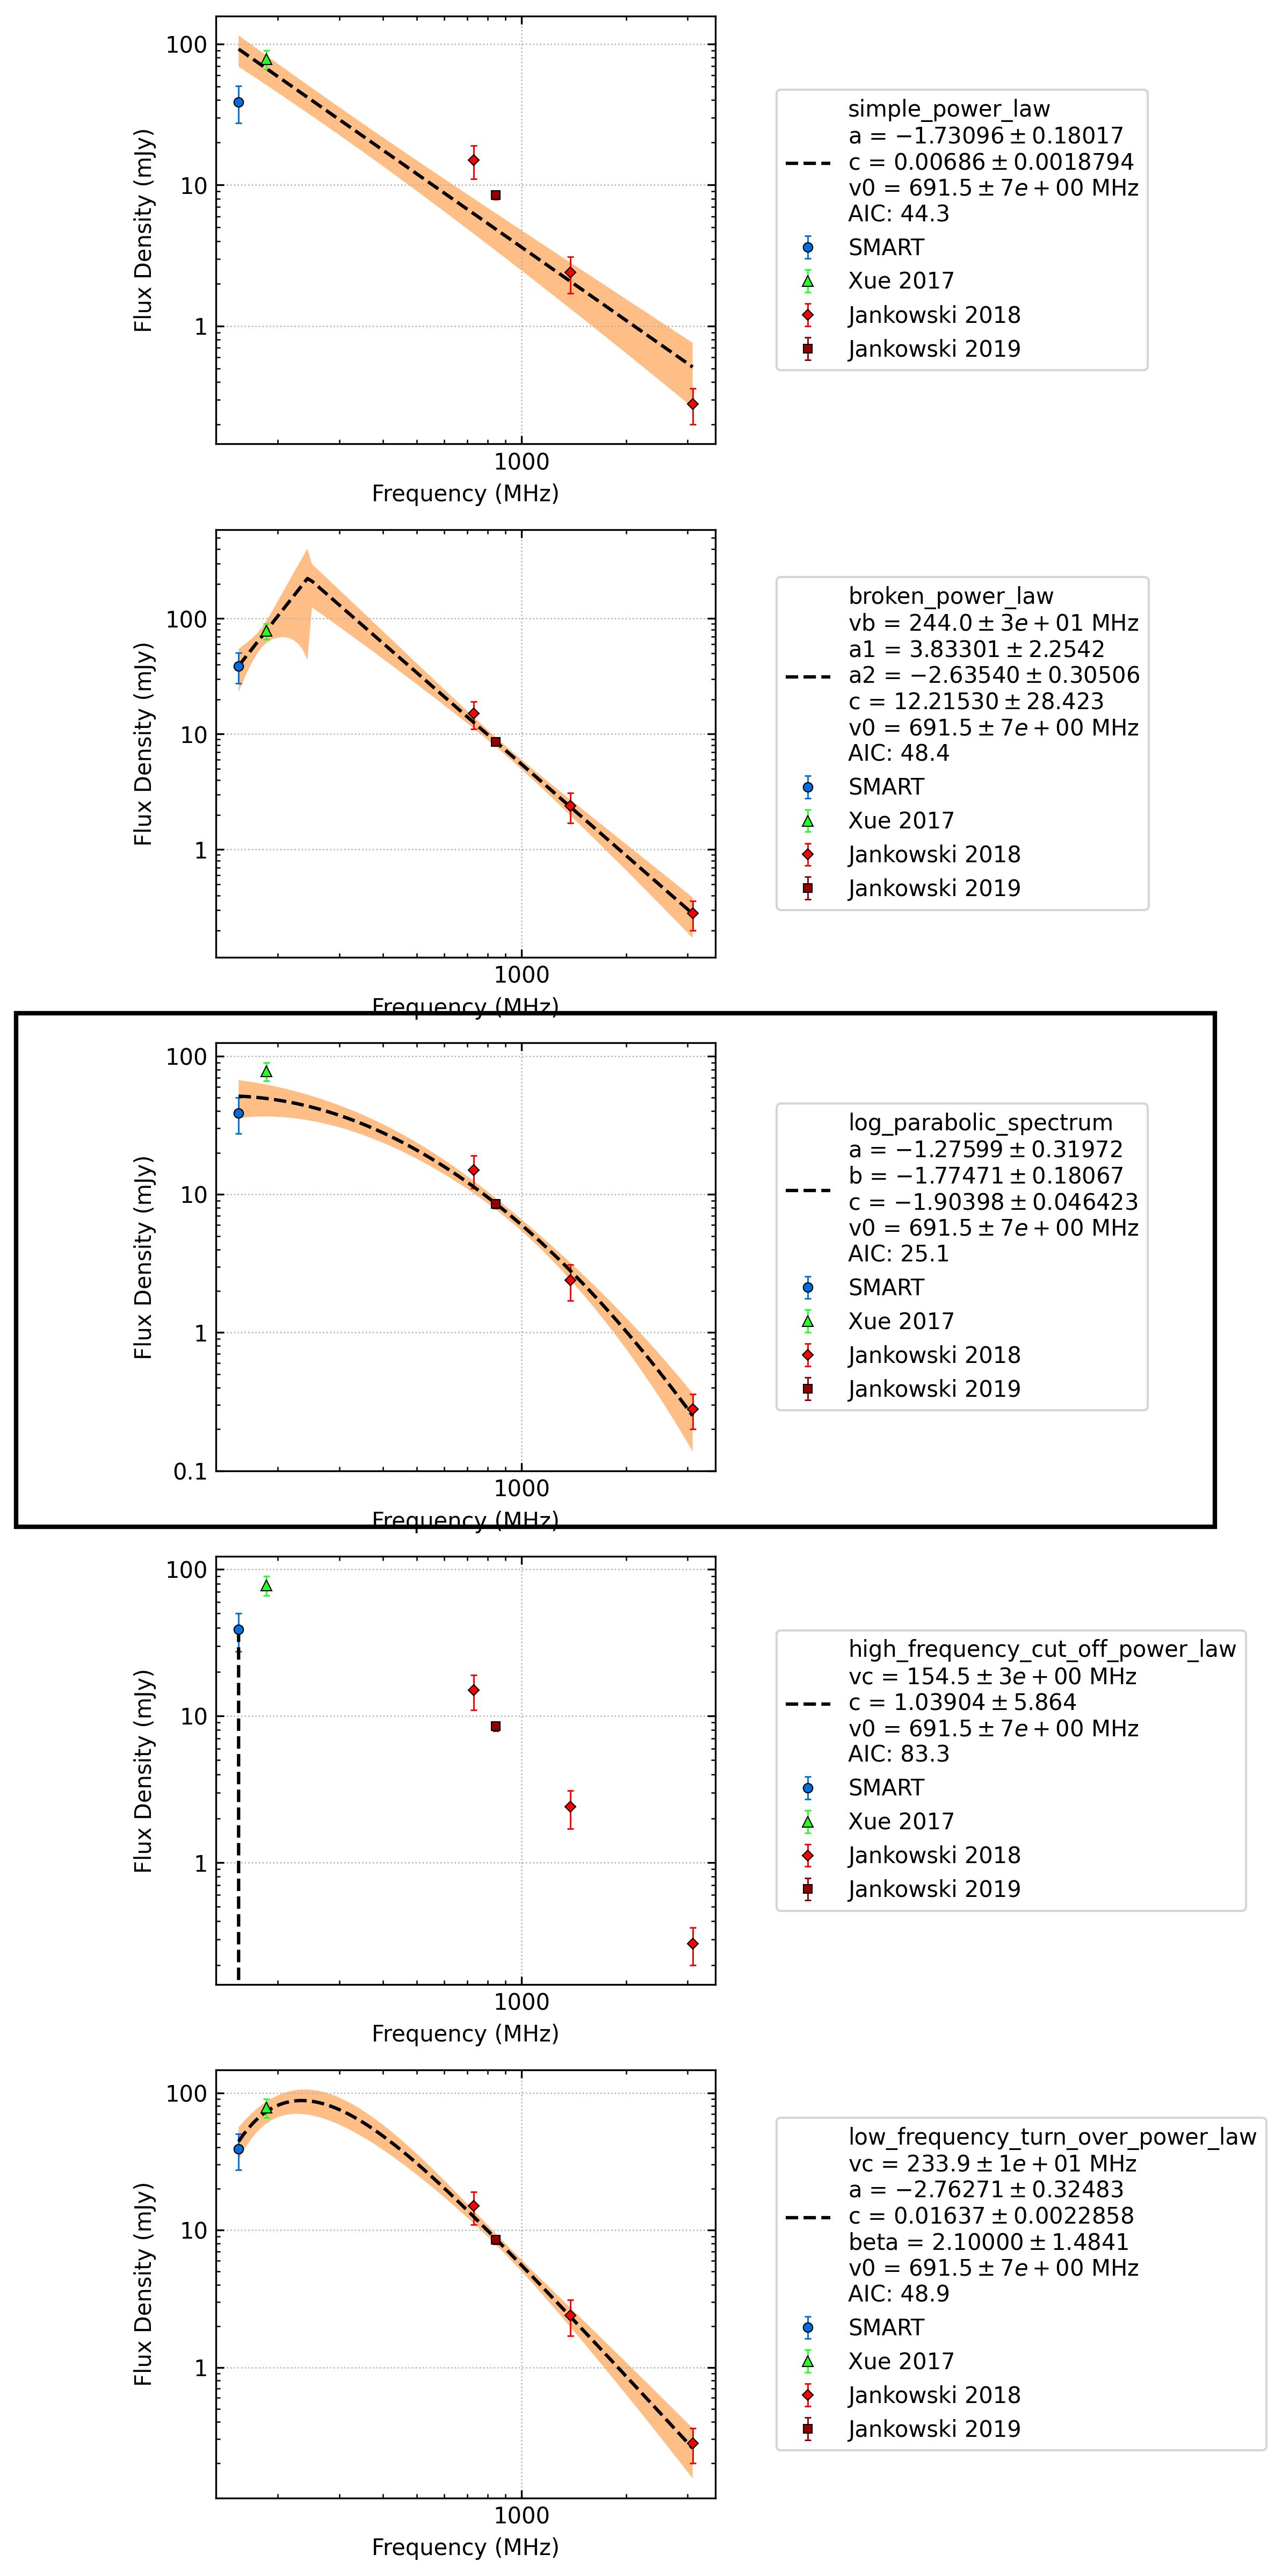 100
10
1
Flux Density (mJy)
1000
Frequency (MHz)
simple_power_law
a = −1.73096 ± 0.18017
c = 0.00686 ± 0.0018794
v0 = 691.5 ± 7e + 00 MHz
AIC: 44.3
SMART
Xue 2017
Jankowski 2018
Jankowski 2019
100
10
1
Flux Density (mJy)
1000
Frequency (MHz)
broken_power_law
vb = 244.0 ± 3e + 01 MHz
a1 = 3.83301 ± 2.2542
a2 = −2.63540 ± 0.30506
c = 12.21530 ± 28.423
v0 = 691.5 ± 7e + 00 MHz
AIC: 48.4
SMART
Xue 2017
Jankowski 2018
Jankowski 2019
100
10
1
0.1
Flux Density (mJy)
1000
Frequency (MHz)
log_parabolic_spectrum
a = −1.27599 ± 0.31972
b = −1.77471 ± 0.18067
c = −1.90398 ± 0.046423
v0 = 691.5 ± 7e + 00 MHz
AIC: 25.1
SMART
Xue 2017
Jankowski 2018
Jankowski 2019
100
10
1
Flux Density (mJy)
1000
Frequency (MHz)
high_frequency_cut_off_power_law
vc = 154.5 ± 3e + 00 MHz
c = 1.03904 ± 5.864
v0 = 691.5 ± 7e + 00 MHz
AIC: 83.3
SMART
Xue 2017
Jankowski 2018
Jankowski 2019
100
10
1
Flux Density (mJy)
1000
Frequency (MHz)
low_frequency_turn_over_power_law
vc = 233.9 ± 1e + 01 MHz
a = −2.76271 ± 0.32483
c = 0.01637 ± 0.0022858
beta = 2.10000 ± 1.4841
v0 = 691.5 ± 7e + 00 MHz
AIC: 48.9
SMART
Xue 2017
Jankowski 2018
Jankowski 2019